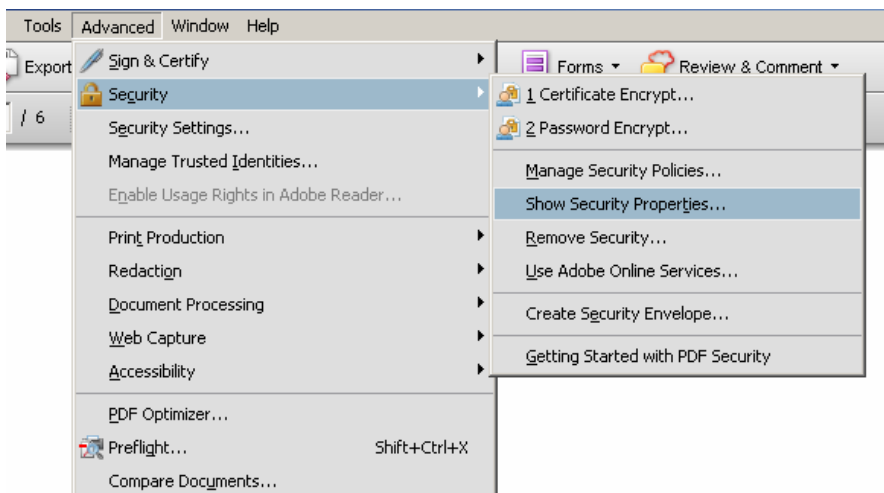 Tools Advanced Window Help
Export Forms Review & Comment
/ 6
Sign & Certify
Security
Security Settings...
Manage Trusted Identities...
Enable Usage Rights in Adobe Reader...
Print Production
Redaction
Document Processing
Web Capture
Accessibility
PDF Optimizer...
Preflight... Shift+Ctrl+X
Compare Documents...
1 Certificate Encrypt...
2 Password Encrypt...
Manage Security Policies...
Show Security Properties...
Remove Security...
Use Adobe Online Services...
Create Security Envelope...
Getting Started with PDF Security